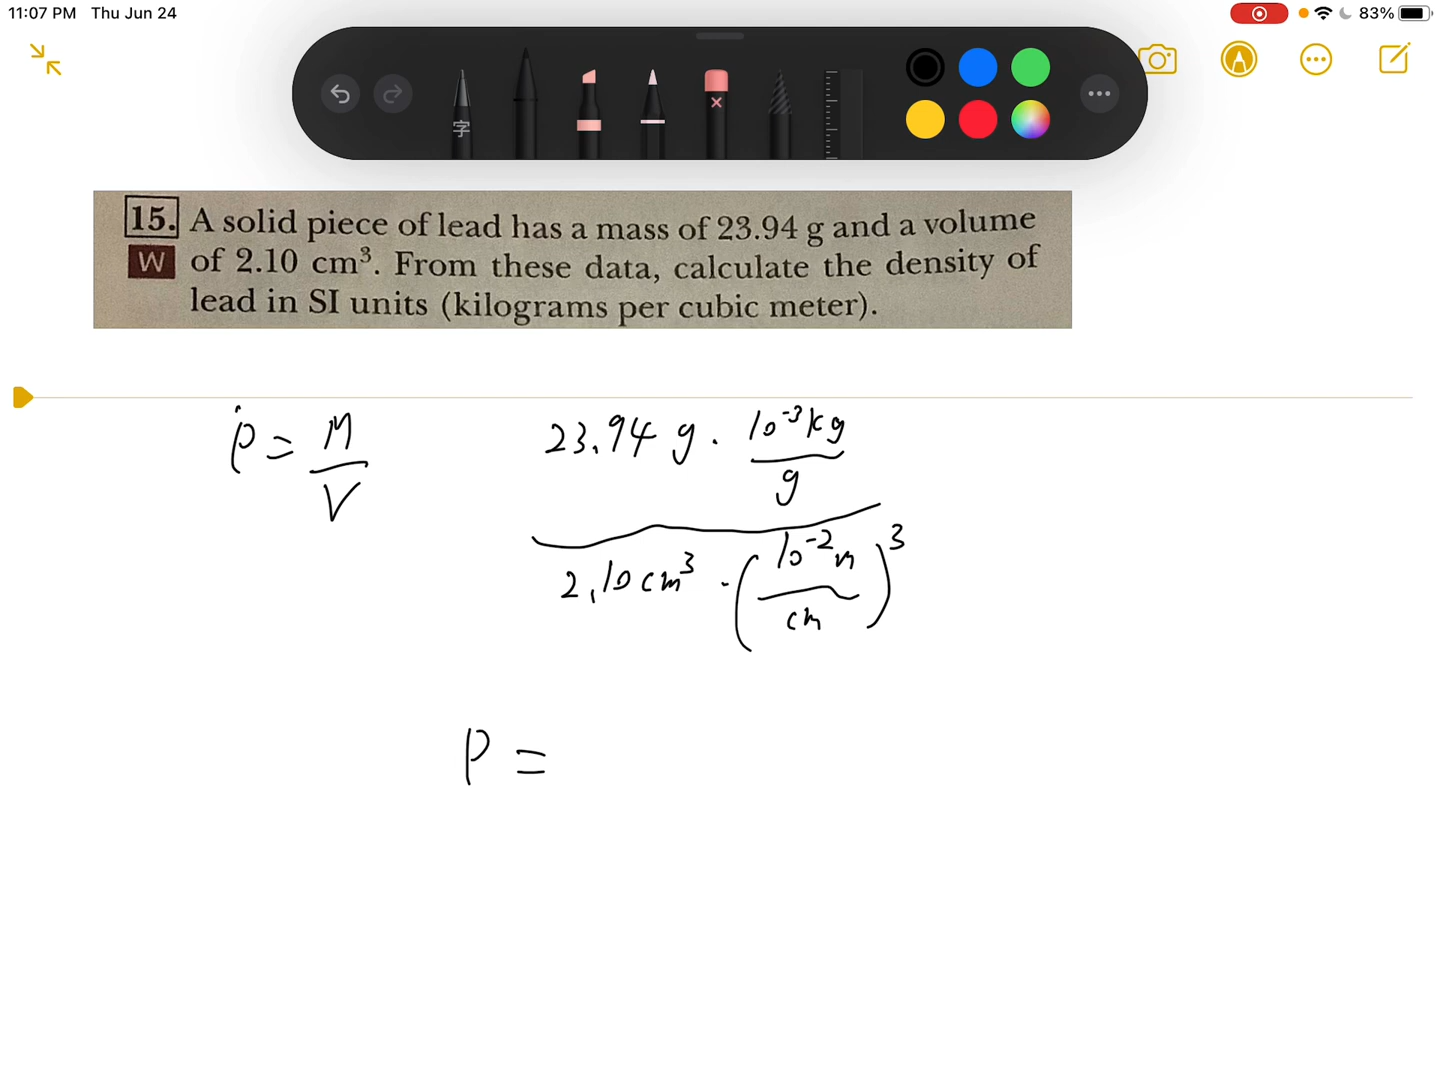 11:07 PM Thu Jun 24
83%
字
15. A solid piece of lead has a mass of 23.94 g and a volume
W of 2.10 cm³. From these data, calculate the density of
lead in SI units (kilograms per cubic meter).
ρ = M / V
23.94 g · 10⁻³ kg / g
2.10 cm³ · (10⁻² m / cm)³
ρ =